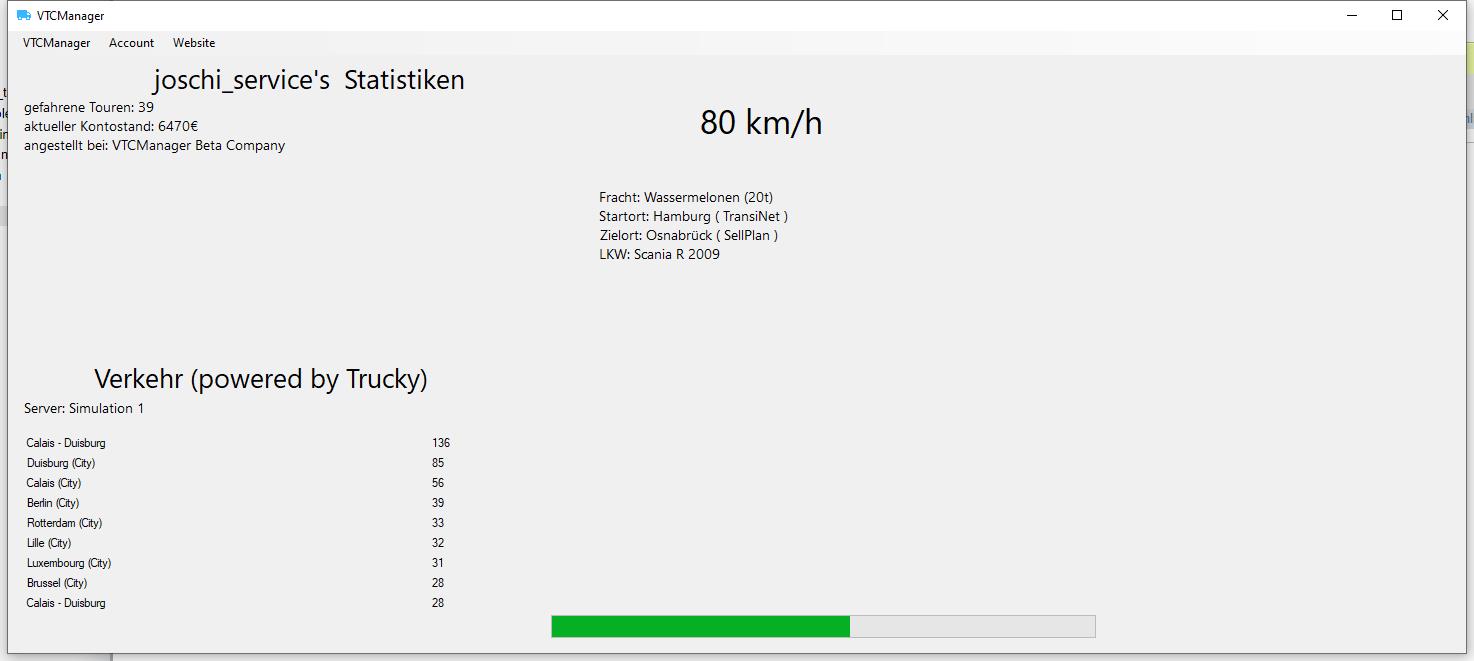 VTCManager
VTCManager Account Website
joschi_service's Statistiken
gefahrene Touren: 39
aktueller Kontostand: 6470€
angestellt bei: VTCManager Beta Company
80 km/h
Fracht: Wassermelonen (20t)
Startort: Hamburg ( TransiNet )
Zielort: Osnabrück ( SellPlan )
LKW: Scania R 2009
Verkehr (powered by Trucky)
Server: Simulation 1
Calais - Duisburg 136
Duisburg (City) 85
Calais (City) 56
Berlin (City) 39
Rotterdam (City) 33
Lille (City) 32
Luxembourg (City) 31
Brussel (City) 28
Calais - Duisburg 28